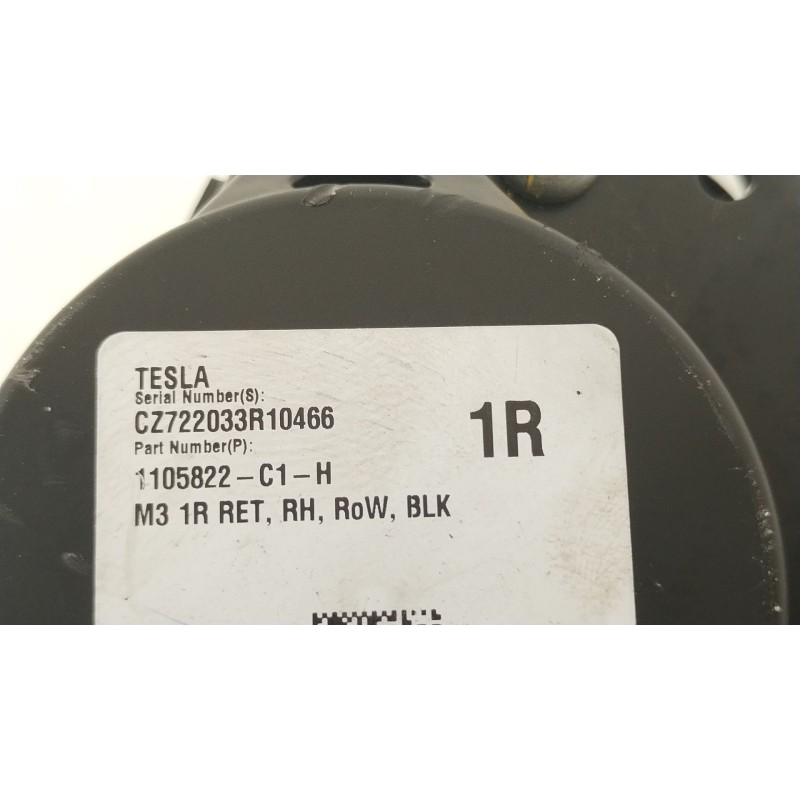 TESLA
Serial Number(S):
CZ722033R10466
1R
Part Number(P):
1105822-C1-H
M3 1R RET, RH, RoW, BLK